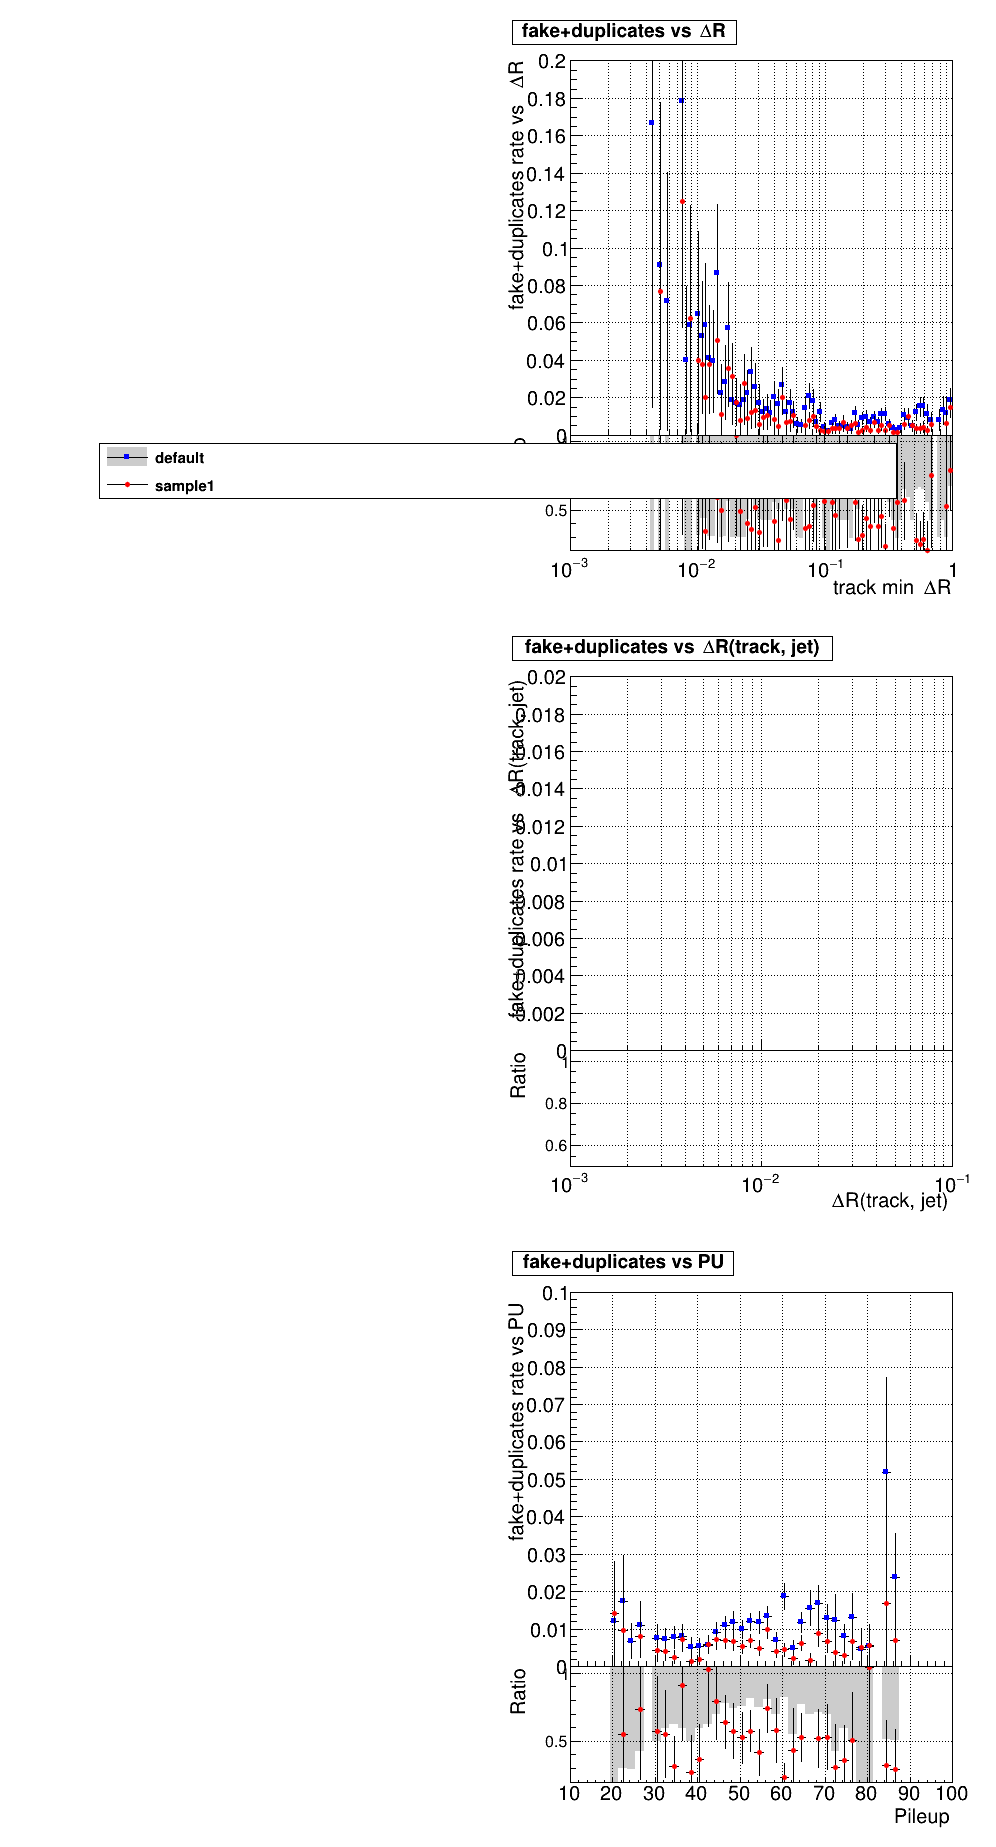 fake+duplicates vs ΔR
fake+duplicates rate vs ΔR
0.2
0.18
0.16
0.14
0.12
0.1
0.08
0.06
0.04
0.02
0
default
sample1
0.5
10⁻³ 10⁻² 10⁻¹ 1
track min ΔR
fake+duplicates vs ΔR(track, jet)
fake+duplicates rate vs ΔR(track, jet)
0.02
0.018
0.016
0.014
0.012
0.01
0.008
0.006
0.004
0.002
0
Ratio
1
0.8
0.6
10⁻³ 10⁻² 10⁻¹
ΔR(track, jet)
fake+duplicates vs PU
fake+duplicates rate vs PU
0.1
0.09
0.08
0.07
0.06
0.05
0.04
0.03
0.02
0.01
0
Ratio
1
0.5
10 20 30 40 50 60 70 80 90 100
Pileup